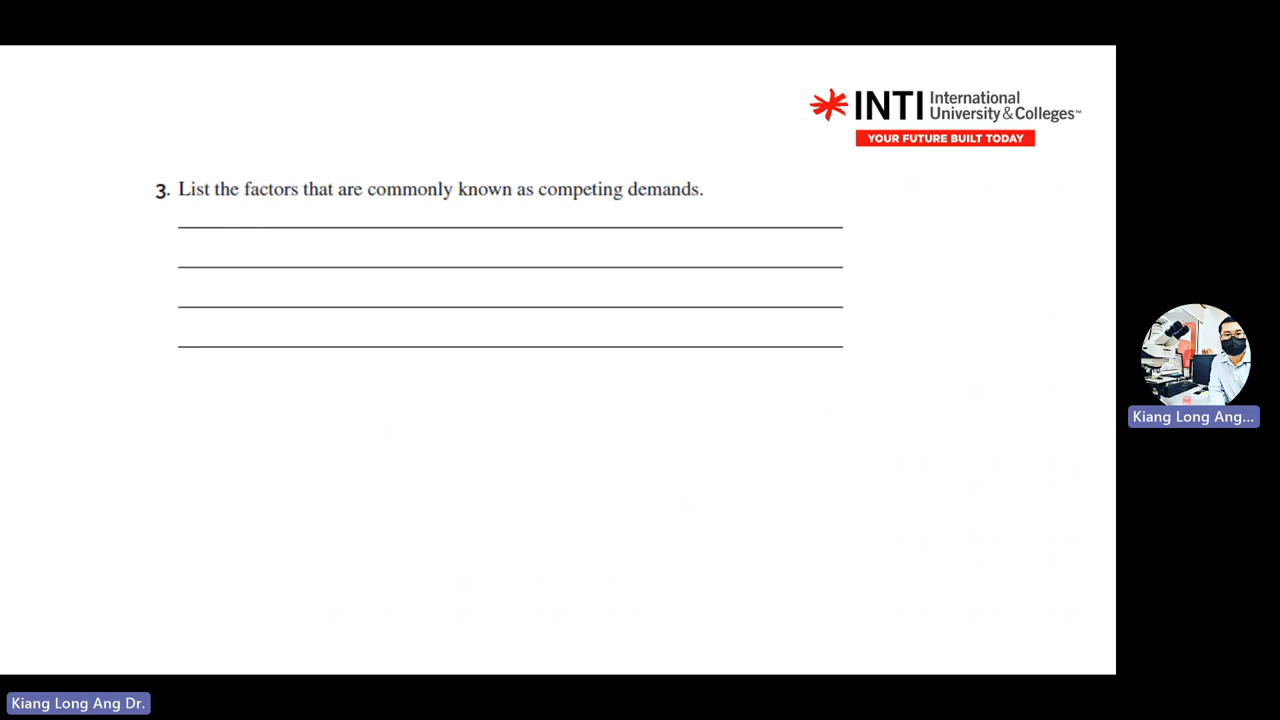 INTI International
University & Colleges™
YOUR FUTURE BUILT TODAY
3. List the factors that are commonly known as competing demands.
Kiang Long Ang...
Kiang Long Ang Dr.